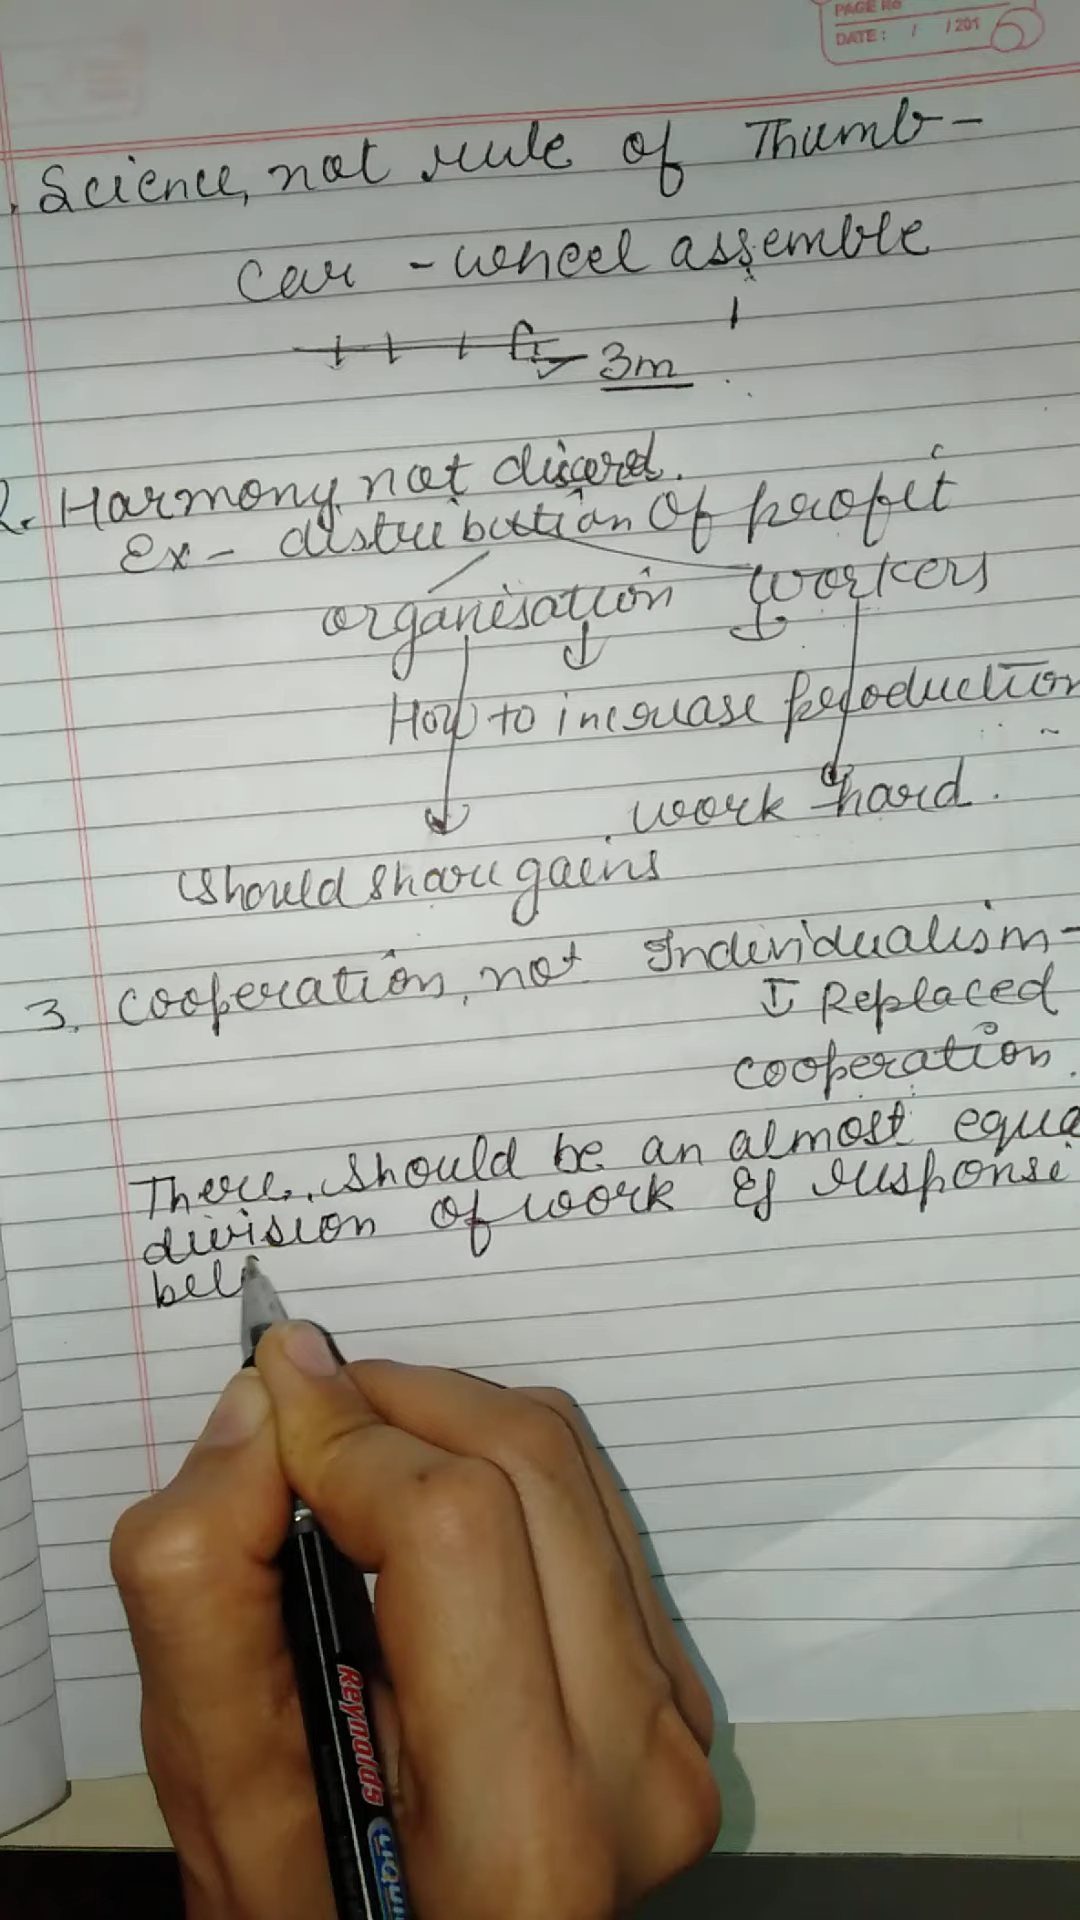 PAGE No
DATE: / /201
Science, not rule of Thumb-
Car - wheel assemble
3m
2. Harmony not discord.
Ex - distribution of profit
organisation workers
How to increase production
work hard.
Should share gains
3. Cooperation, not Individualism-
Replaced
cooperation.
There should be an almost equa
division of work & responsi
Reynolds
LIQUI